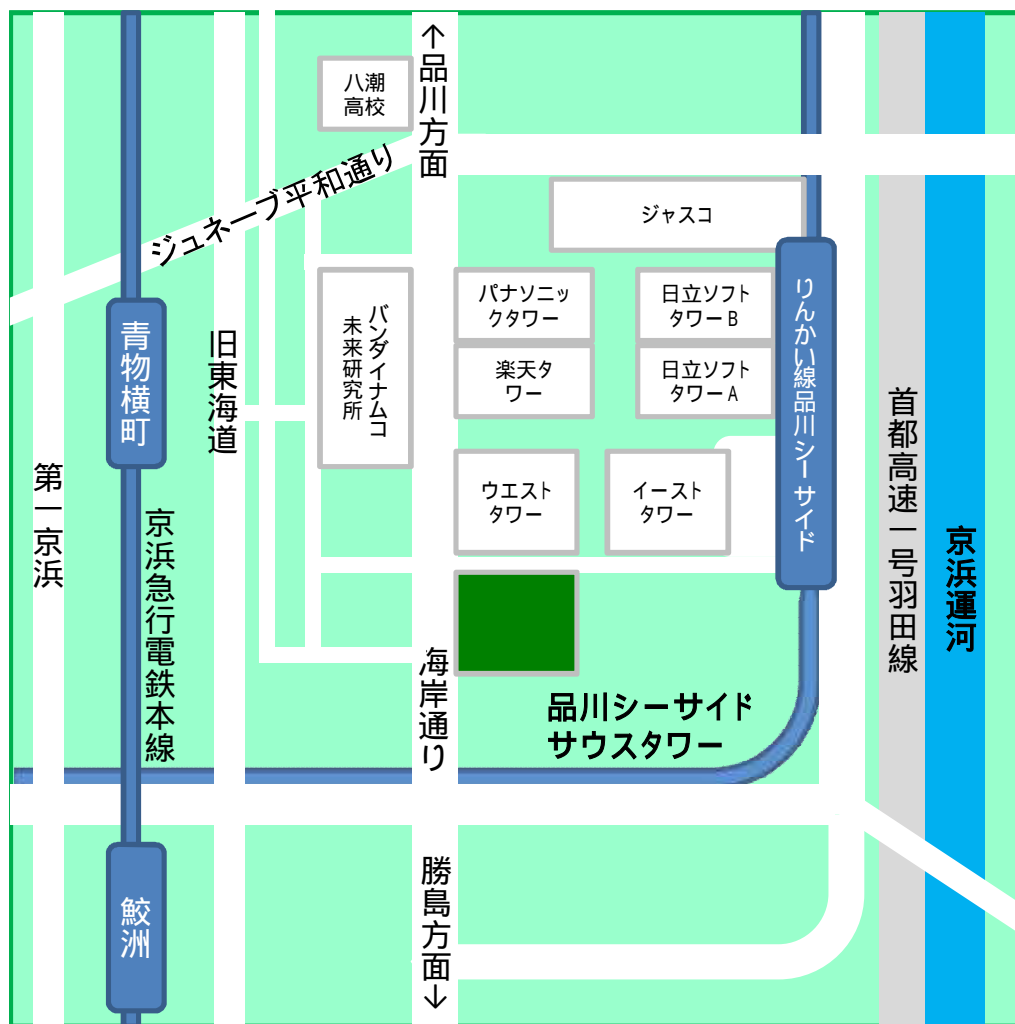 八潮
高校
↑品川方面
ジュネーブ平和通り
ジャスコ
パナソニッ
クタワー
日立ソフト
タワーB
りんかい線品川シーサイド
バンダイナムコ
未来研究所
青物横町
旧東海道
楽天タ
ワー
日立ソフト
タワーA
首都高速一号羽田線
第一京浜
ウエスト
タワー
イースト
タワー
京浜急行電鉄本線
京浜運河
海岸通り
品川シーサイド
サウスタワー
勝島方面↓
鮫洲